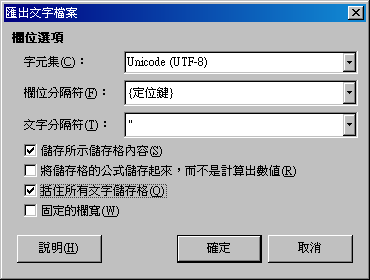 匯出文字檔案
欄位選項
字元集(C)： Unicode (UTF-8)
欄位分隔符(F)： {定位鍵}
文字分隔符(T)： "
儲存所示儲存格內容(S)
將儲存格的公式儲存起來，而不是計算出數值(R)
括住所有文字儲存格(Q)
固定的欄寬(W)
說明(H) 確定 取消